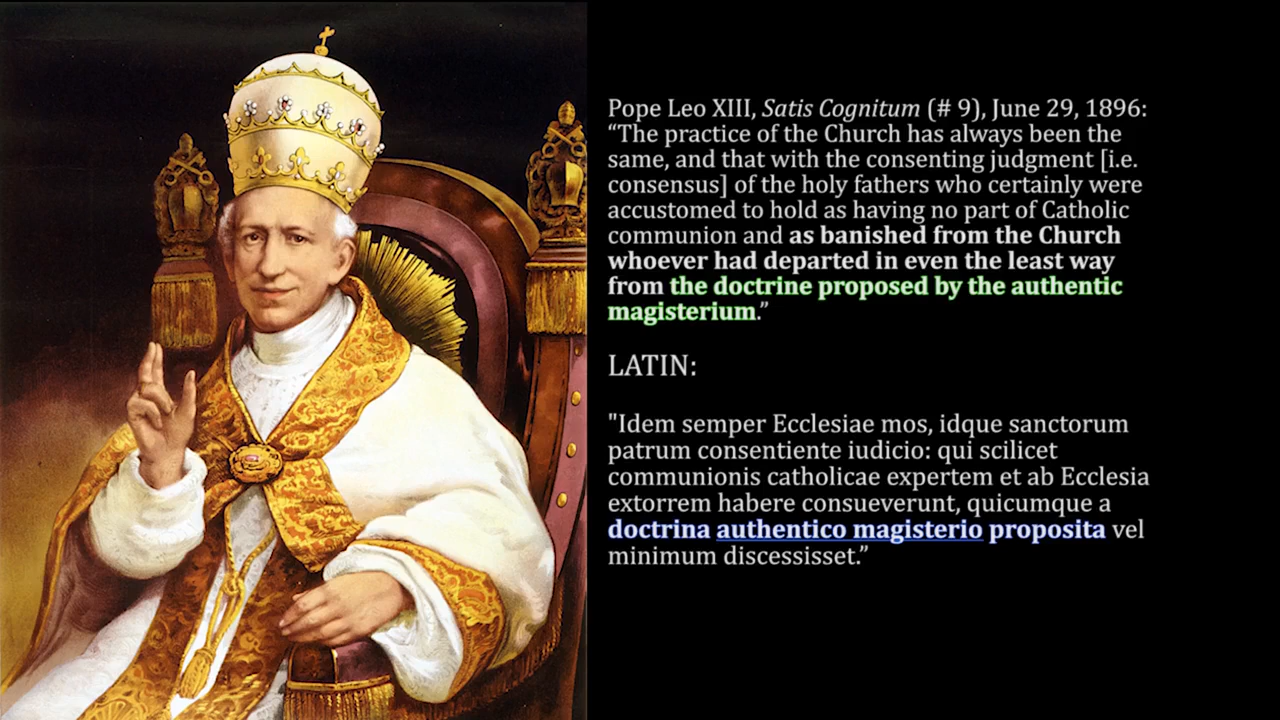 Pope Leo XIII, Satis Cognitum (# 9), June 29, 1896:
“The practice of the Church has always been the
same, and that with the consenting judgment [i.e.
consensus] of the holy fathers who certainly were
accustomed to hold as having no part of Catholic
communion and as banished from the Church
whoever had departed in even the least way
from the doctrine proposed by the authentic
magisterium.”
LATIN:
"Idem semper Ecclesiae mos, idque sanctorum
patrum consentiente iudicio: qui scilicet
communionis catholicae expertem et ab Ecclesia
extorrem habere consueverunt, quicumque a
doctrina authentico magisterio proposita vel
minimum discessisset.”